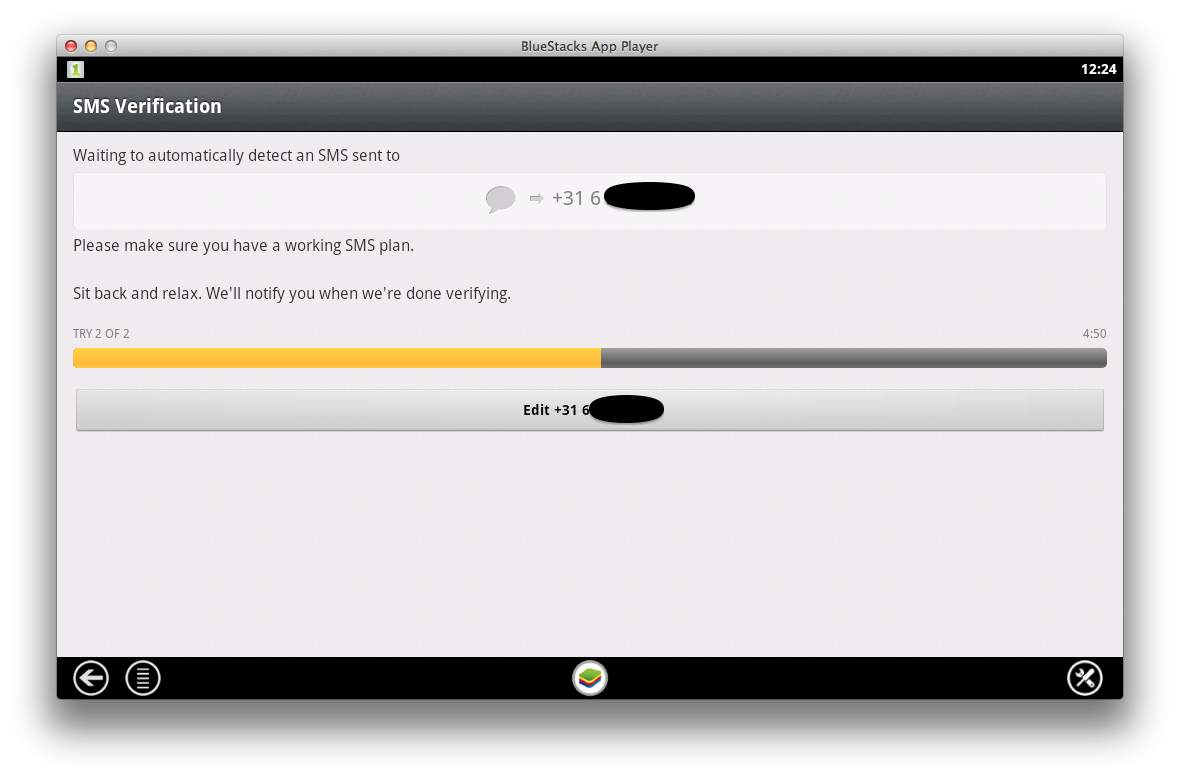 BlueStacks App Player
1
12:24
SMS Verification
Waiting to automatically detect an SMS sent to
+31 6
Please make sure you have a working SMS plan.
Sit back and relax. We'll notify you when we're done verifying.
TRY 2 OF 2
4:50
Edit +31 6